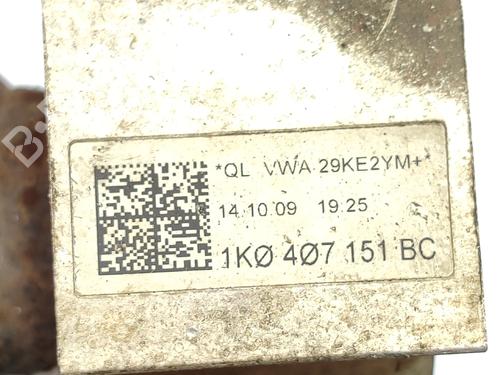 *QL VWA 29KE2YM+*
14.10.09 19:25
1KØ 4Ø7 151 BC